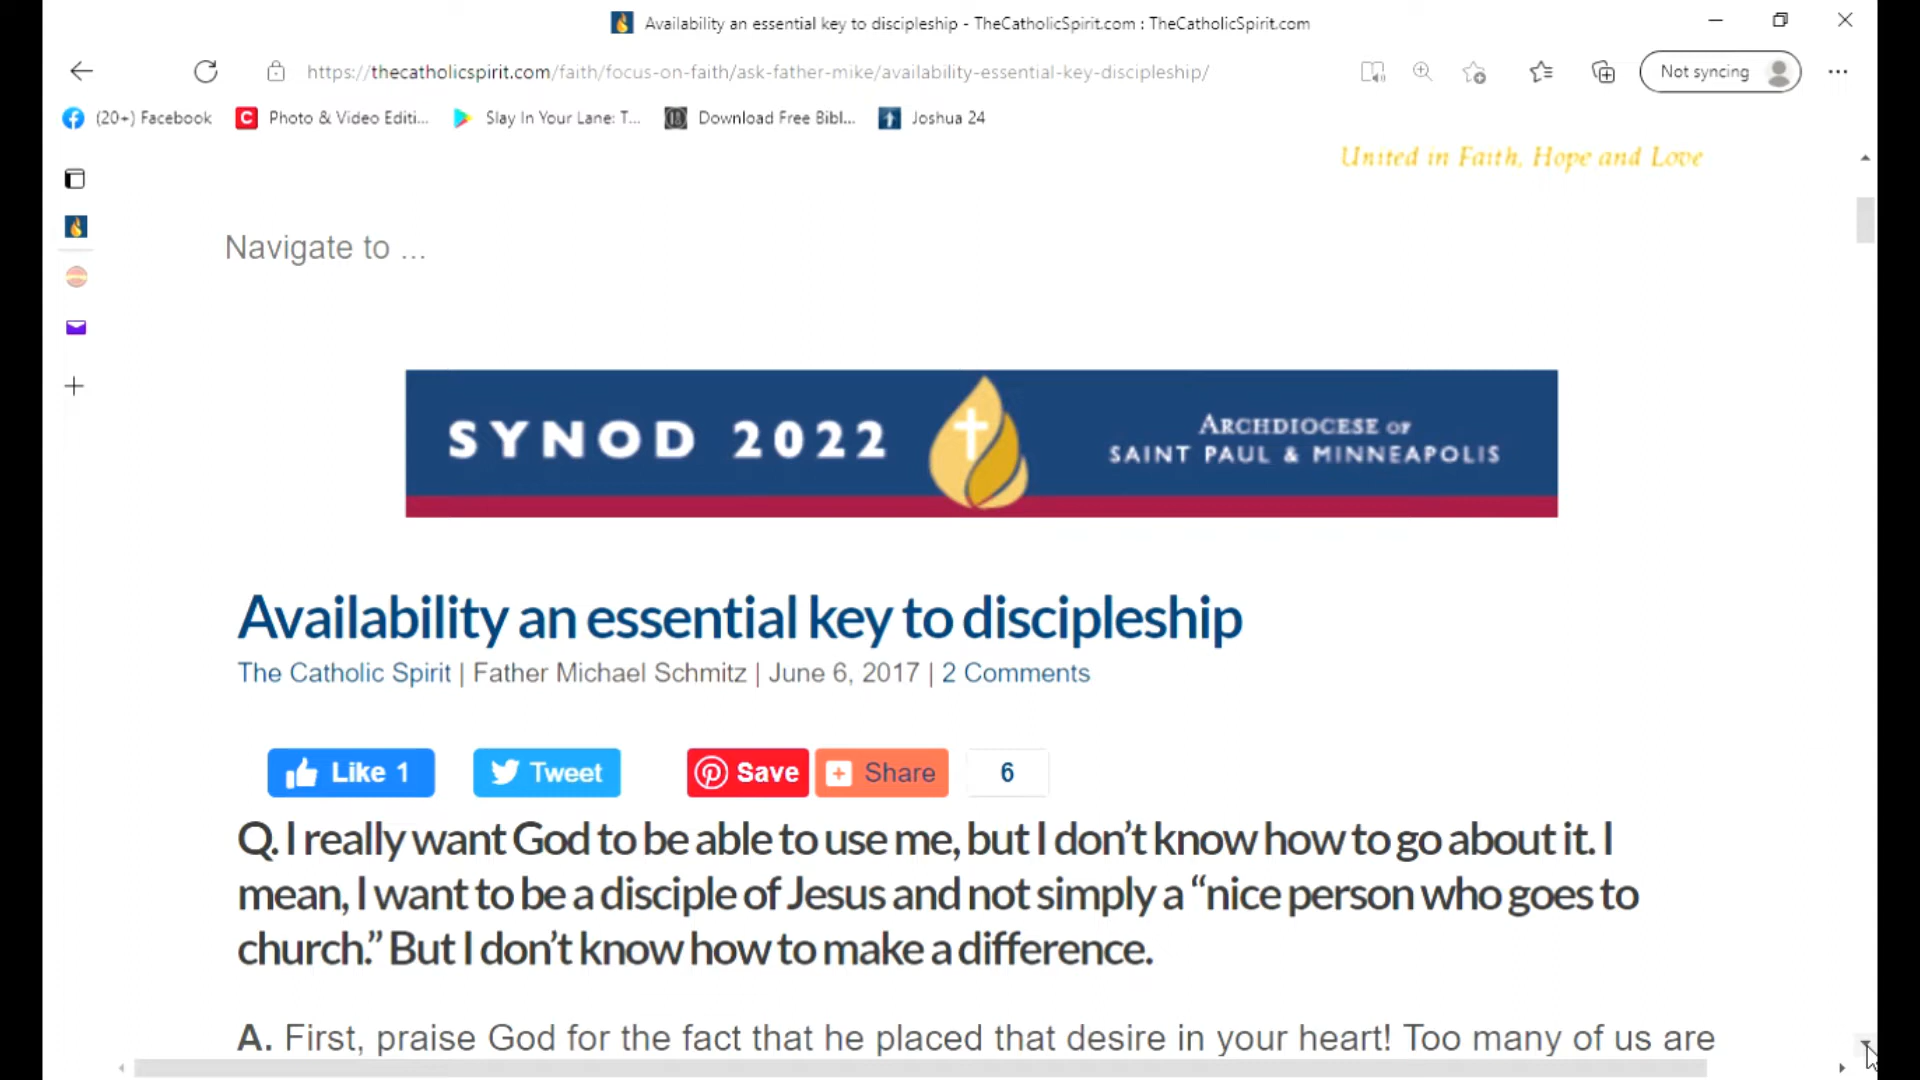 Availability an essential key to discipleship - TheCatholicSpirit.com : TheCatholicSpirit.com
https://thecatholicspirit.com/faith/focus-on-faith/ask-father-mike/availability-essential-key-discipleship/
Not syncing
(20+) Facebook
Photo & Video Editi...
Slay In Your Lane: T...
Download Free Bibl...
Joshua 24
United in Faith, Hope and Love
Navigate to ...
SYNOD 2022
ARCHDIOCESE OF
SAINT PAUL & MINNEAPOLIS
Availability an essential key to discipleship
The Catholic Spirit | Father Michael Schmitz | June 6, 2017 | 2 Comments
Like 1
Tweet
Save
Share
6
Q. I really want God to be able to use me, but I don’t know how to go about it. I
mean, I want to be a disciple of Jesus and not simply a “nice person who goes to
church.” But I don’t know how to make a difference.
A. First, praise God for the fact that he placed that desire in your heart! Too many of us are